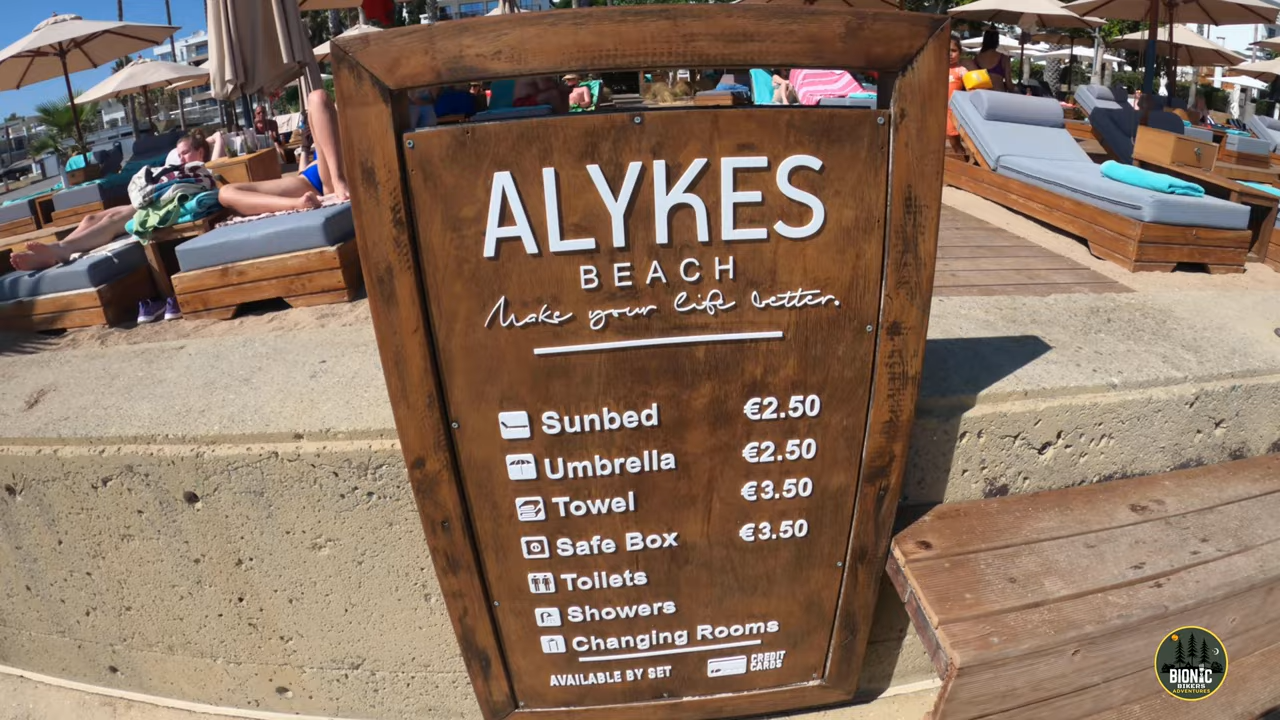 ALYKES
BEACH
Make your life better.
Sunbed €2.50
Umbrella €2.50
Towel €3.50
Safe Box €3.50
Toilets
Showers
Changing Rooms
AVAILABLE BY SET CREDIT CARDS
BIONIC
BIKERS
ADVENTURES